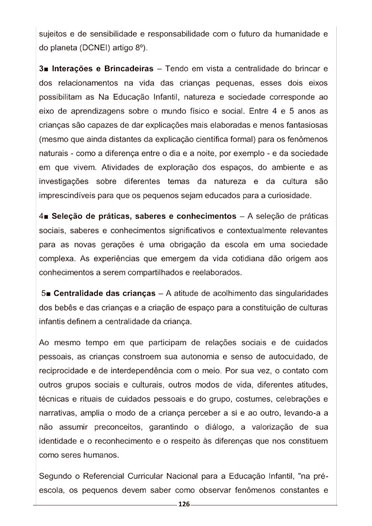 sujeitos e de sensibilidade e responsabilidade com o futuro da humanidade e
do planeta (DCNEI) artigo 8º).
3■ Interações e Brincadeiras – Tendo em vista a centralidade do brincar e
dos relacionamentos na vida das crianças pequenas, esses dois eixos
possibilitam as Na Educação Infantil, natureza e sociedade corresponde ao
eixo de aprendizagens sobre o mundo físico e social. Entre 4 e 5 anos as
crianças são capazes de dar explicações mais elaboradas e menos fantasiosas
(mesmo que ainda distantes da explicação científica formal) para os fenômenos
naturais - como a diferença entre o dia e a noite, por exemplo - e da sociedade
em que vivem. Atividades de exploração dos espaços, do ambiente e as
investigações sobre diferentes temas da natureza e da cultura são
imprescindíveis para que os pequenos sejam educados para a curiosidade.
4■ Seleção de práticas, saberes e conhecimentos – A seleção de práticas
sociais, saberes e conhecimentos significativos e contextualmente relevantes
para as novas gerações é uma obrigação da escola em uma sociedade
complexa. As experiências que emergem da vida cotidiana dão origem aos
conhecimentos a serem compartilhados e reelaborados.
5■ Centralidade das crianças – A atitude de acolhimento das singularidades
dos bebês e das crianças e a criação de espaço para a constituição de culturas
infantis definem a centralidade da criança.
Ao mesmo tempo em que participam de relações sociais e de cuidados
pessoais, as crianças constroem sua autonomia e senso de autocuidado, de
reciprocidade e de interdependência com o meio. Por sua vez, o contato com
outros grupos sociais e culturais, outros modos de vida, diferentes atitudes,
técnicas e rituais de cuidados pessoais e do grupo, costumes, celebrações e
narrativas, amplia o modo de a criança perceber a si e ao outro, levando-a a
não assumir preconceitos, garantindo o diálogo, a valorização de sua
identidade e o reconhecimento e o respeito às diferenças que nos constituem
como seres humanos.
Segundo o Referencial Curricular Nacional para a Educação Infantil, "na pré-
escola, os pequenos devem saber como observar fenômenos constantes e
126